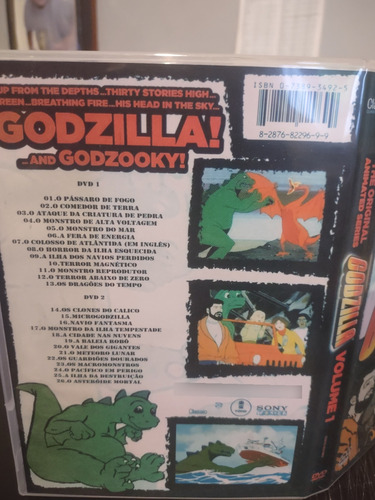 UP FROM THE DEPTHS...THIRTY STORIES HIGH...
REEN...BREATHING FIRE...HIS HEAD IN THE SKY...
GODZILLA!
...AND GODZOOKY!
DVD 1
01.O PÁSSARO DE FOGO
02.O COMEDOR DE TERRA
03.O ATAQUE DA CRIATURA DE PEDRA
04.O MONSTRO DE ALTA VOLTAGEM
05.O MONSTRO DO MAR
06.A FERA DE ENERGIA
07.O COLOSSO DE ATLÂNTIDA (EM INGLÊS)
08.O HORROR DA ILHA ESQUECIDA
09.A ILHA DOS NAVIOS PERDIDOS
10.TERROR MAGNÉTICO
11.O MONSTRO REPRODUTOR
12.O TERROR ABAIXO DE ZERO
13.OS DRAGÕES DO TEMPO
DVD 2
14.OS CLONES DO CALICO
15.MICROGODZILLA
16.NAVIO FANTASMA
17.O MONSTRO DA ILHA TEMPESTADE
18.A CIDADE NAS NUVENS
19.A BALEIA ROBÔ
20.O VALE DOS GIGANTES
21.O METEORO LUNAR
22.OS GUARDIÕES DOURADOS
23.OS MACROMONSTROS
24.O PACÍFICO EM PERIGO
25.A ILHA DA DESTRUIÇÃO
26.O ASTERÓIDE MORTAL
8-28768-82296-9-9
SONY
THE ORIGINAL
ANIMATED SERIES
GODZILLA
VOLUME 1
DVD